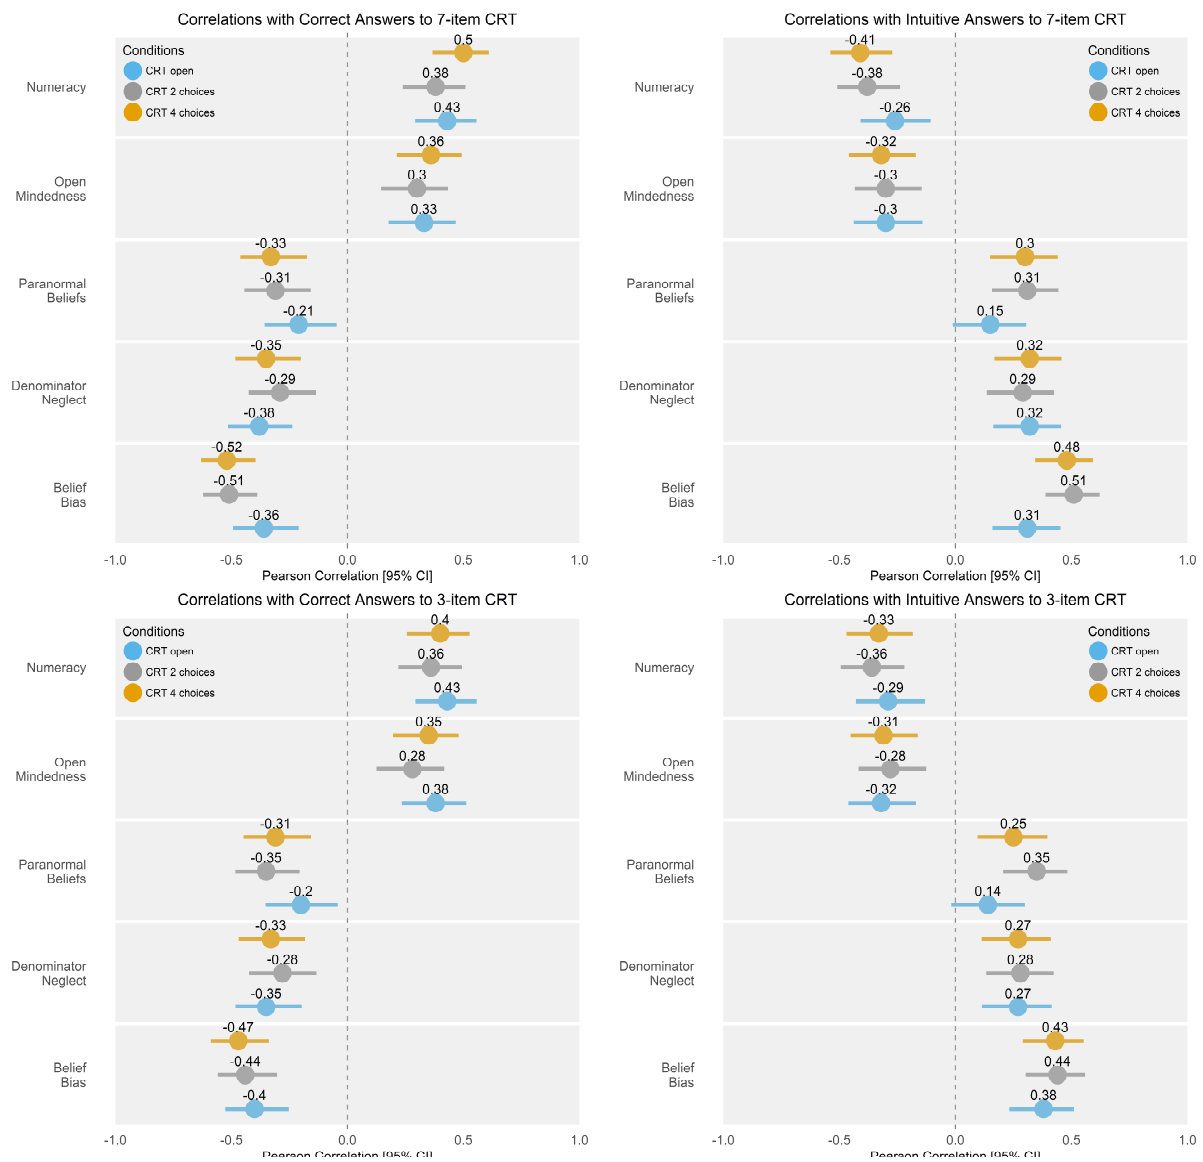 Correlations with Correct Answers to 7-item CRT
Conditions
CRT open
CRT 2 choices
CRT 4 choices
Numeracy
0.5
0.38
0.43
Open
Mindedness
0.36
0.3
0.33
Paranormal
Beliefs
-0.33
-0.31
-0.21
Denominator
Neglect
-0.35
-0.29
-0.38
Belief
Bias
-0.52
-0.51
-0.36
-1.0 -0.5 0.0 0.5 1.0
Pearson Correlation [95% CI]
Correlations with Intuitive Answers to 7-item CRT
Conditions
CRT open
CRT 2 choices
CRT 4 choices
Numeracy
-0.41
-0.38
-0.26
Open
Mindedness
-0.32
-0.3
-0.3
Paranormal
Beliefs
0.3
0.31
0.15
Denominator
Neglect
0.32
0.29
0.32
Belief
Bias
0.48
0.51
0.31
-1.0 -0.5 0.0 0.5 1.0
Pearson Correlation [95% CI]
Correlations with Correct Answers to 3-item CRT
Conditions
CRT open
CRT 2 choices
CRT 4 choices
Numeracy
0.4
0.36
0.43
Open
Mindedness
0.35
0.28
0.38
Paranormal
Beliefs
-0.31
-0.35
-0.2
Denominator
Neglect
-0.33
-0.28
-0.35
Belief
Bias
-0.47
-0.44
-0.4
-1.0 -0.5 0.0 0.5 1.0
Pearson Correlation [95% CI]
Correlations with Intuitive Answers to 3-item CRT
Conditions
CRT open
CRT 2 choices
CRT 4 choices
Numeracy
-0.33
-0.36
-0.29
Open
Mindedness
-0.31
-0.28
-0.32
Paranormal
Beliefs
0.25
0.35
0.14
Denominator
Neglect
0.27
0.28
0.27
Belief
Bias
0.43
0.44
0.38
-1.0 -0.5 0.0 0.5 1.0
Pearson Correlation [95% CI]